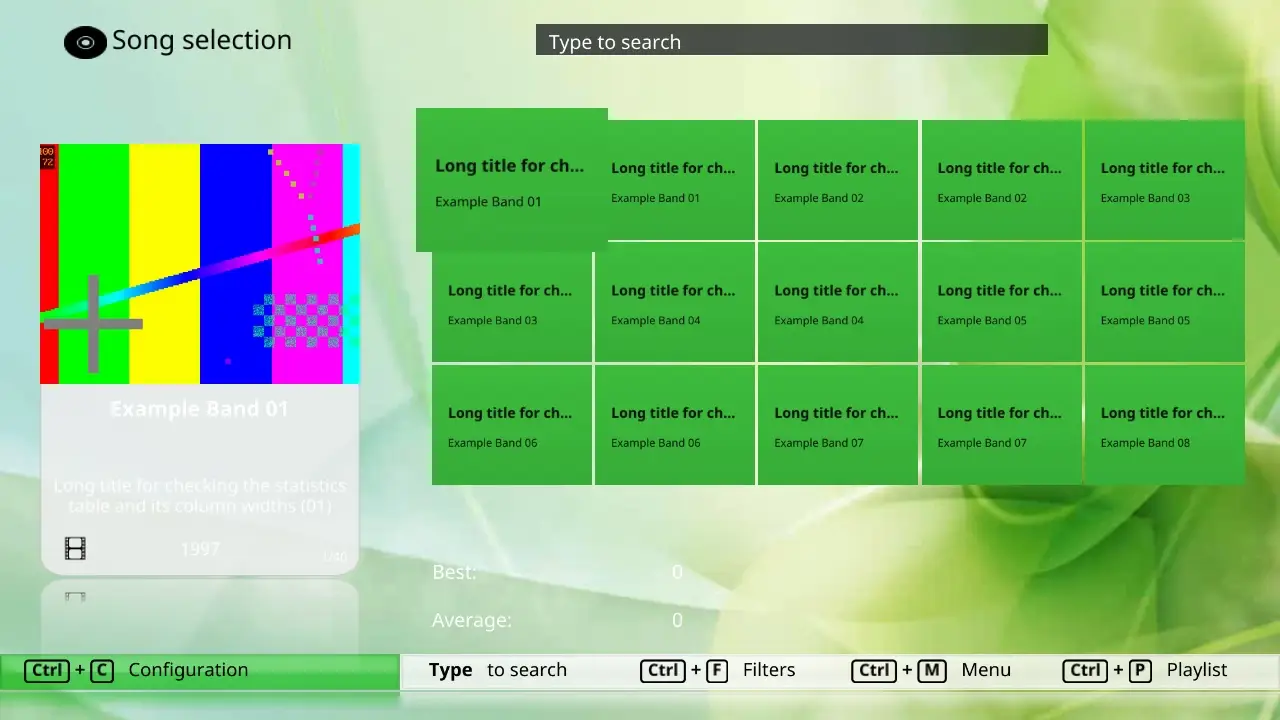 Song selection
Type to search
Long title for ch...
Example Band 01
Long title for ch...
Example Band 01
Long title for ch...
Example Band 02
Long title for ch...
Example Band 02
Long title for ch...
Example Band 03
Long title for ch...
Example Band 03
Long title for ch...
Example Band 04
Long title for ch...
Example Band 04
Long title for ch...
Example Band 05
Long title for ch...
Example Band 05
Long title for ch...
Example Band 06
Long title for ch...
Example Band 06
Long title for ch...
Example Band 07
Long title for ch...
Example Band 07
Long title for ch...
Example Band 08
72
Example Band 01
Long title for checking the statistics
table and its column widths (01)
1997
1/40
Best: 0
Average: 0
Ctrl + C Configuration
Type to search
Ctrl + F Filters
Ctrl + M Menu
Ctrl + P Playlist